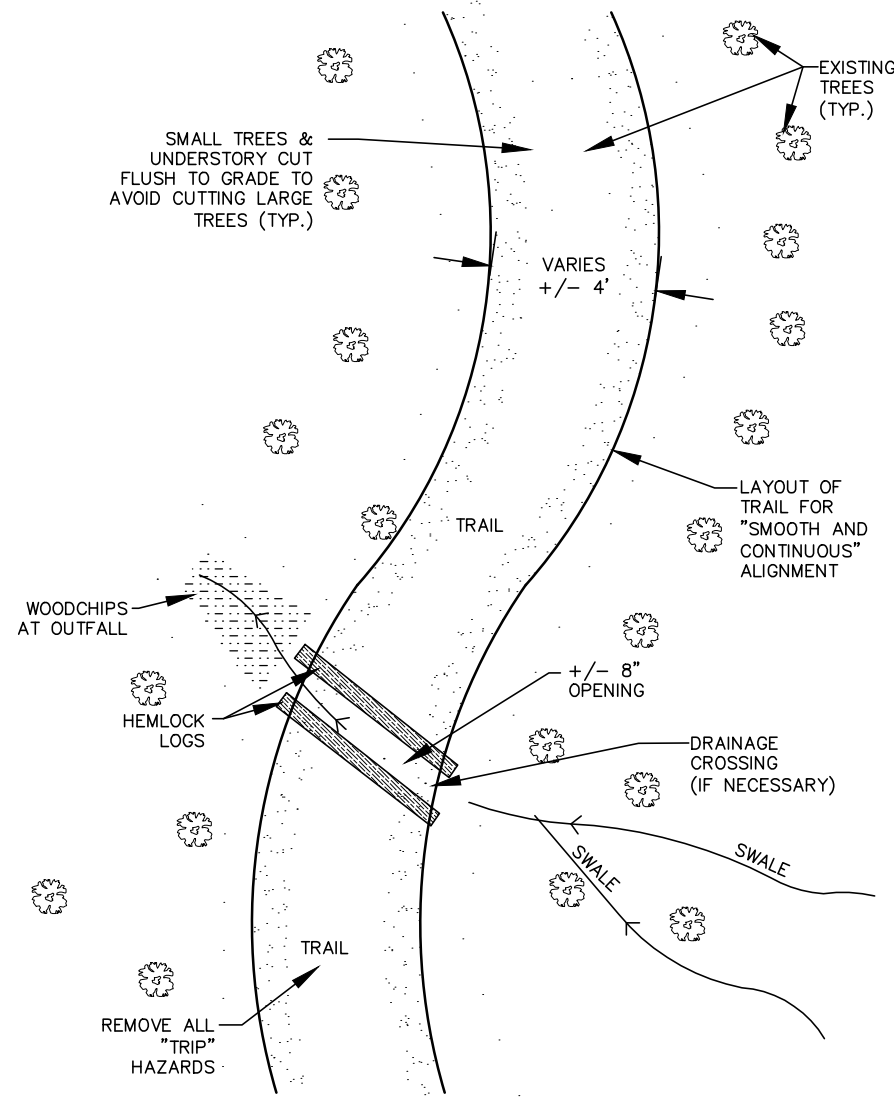 EXISTING
TREES
(TYP.)
SMALL TREES &
UNDERSTORY CUT
FLUSH TO GRADE TO
AVOID CUTTING LARGE
TREES (TYP.)
VARIES
+/- 4'
LAYOUT OF
TRAIL FOR
"SMOOTH AND
CONTINUOUS"
ALIGNMENT
TRAIL
WOODCHIPS
AT OUTFALL
+/- 8"
OPENING
HEMLOCK
LOGS
DRAINAGE
CROSSING
(IF NECESSARY)
SWALE
SWALE
TRAIL
REMOVE ALL
"TRIP"
HAZARDS